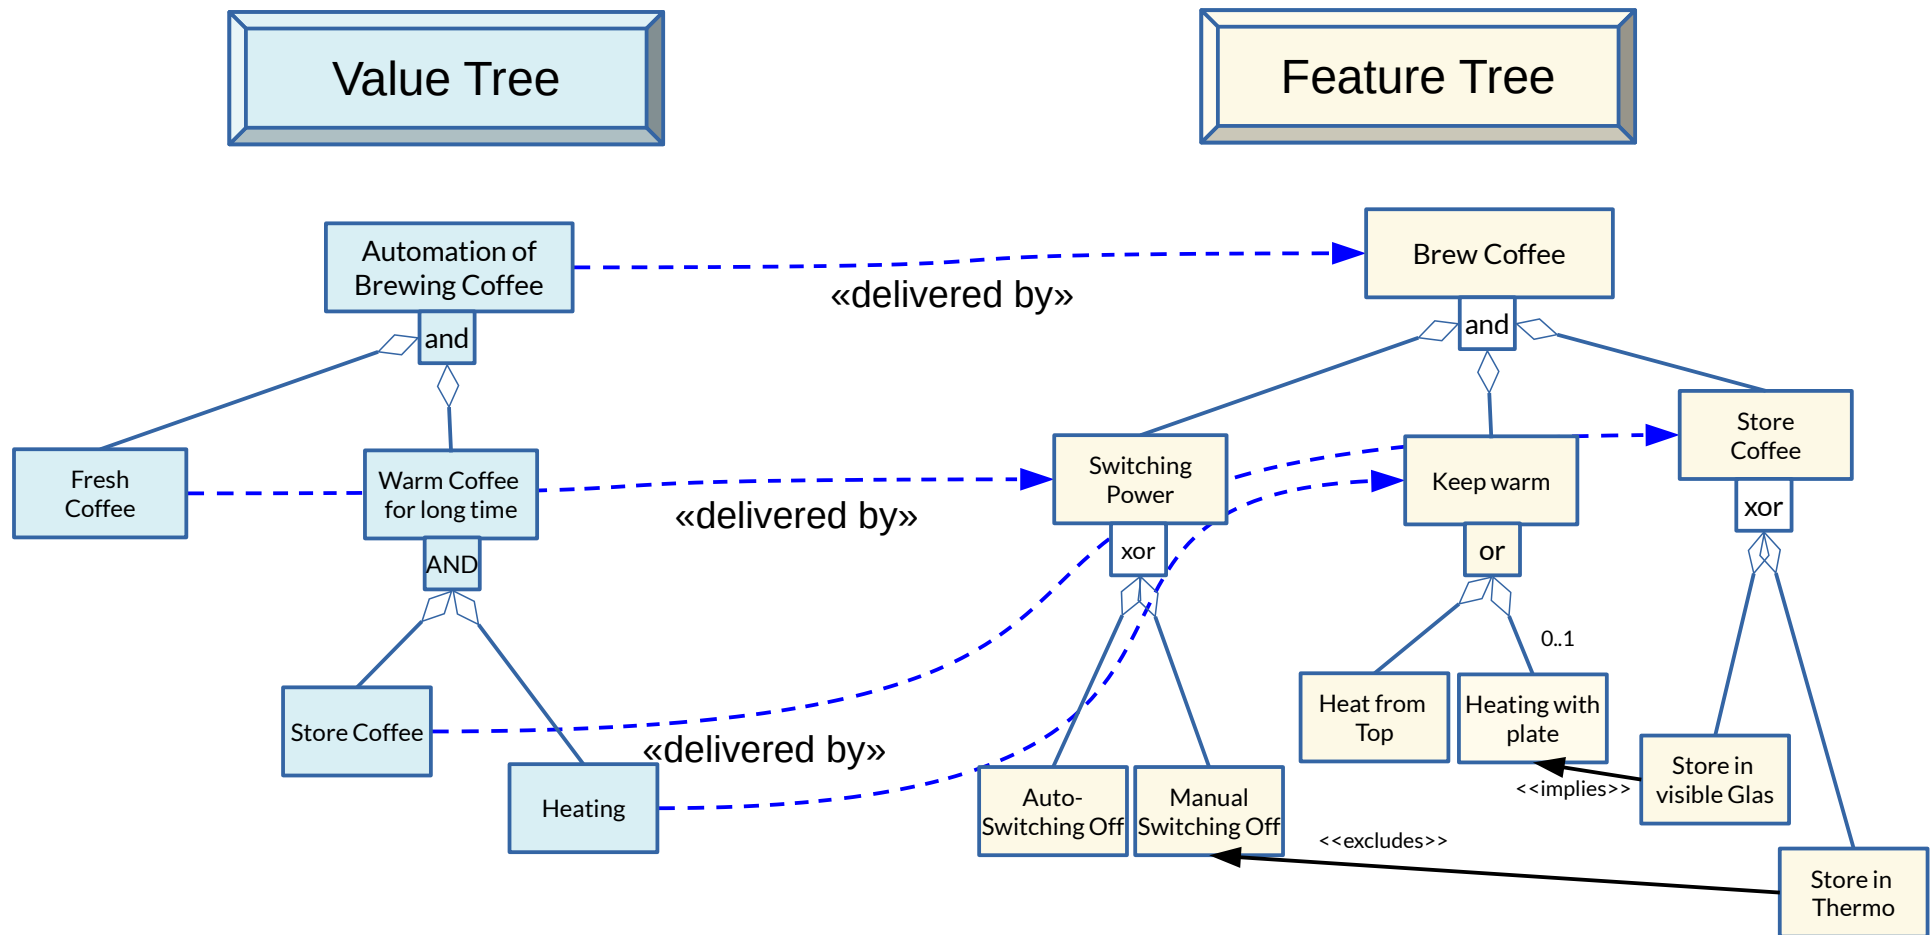 Value Tree
Feature Tree
Automation of
Brewing Coffee
and
«delivered by»
Brew Coffee
and
Fresh
Coffee
Warm Coffee
for long time
AND
«delivered by»
Switching
Power
xor
Keep warm
or
Store
Coffee
xor
0..1
Store Coffee
«delivered by»
Heating
Auto-
Switching Off
Manual
Switching Off
Heat from
Top
Heating with
plate
<<implies>>
Store in
visible Glas
<<excludes>>
Store in
Thermo